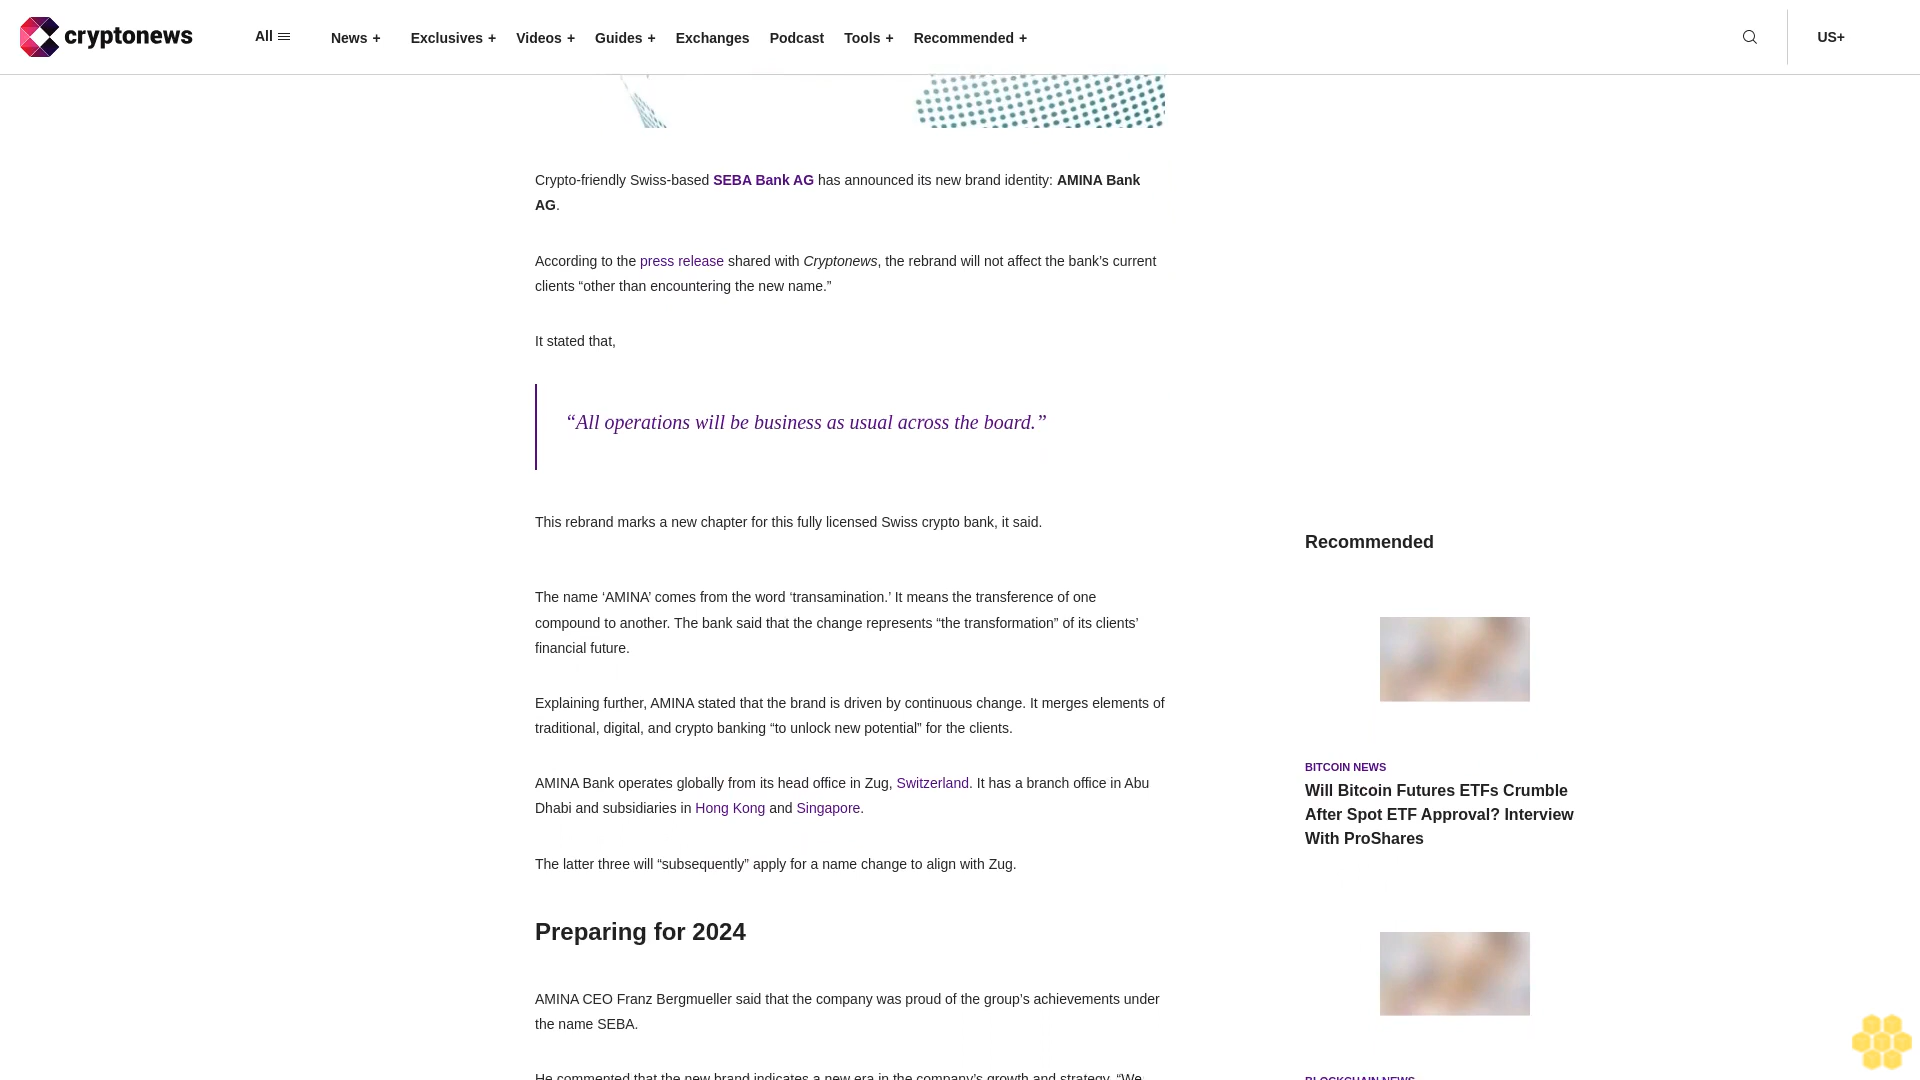 cryptonews
All
News +
Exclusives +
Videos +
Guides +
Exchanges
Podcast
Tools +
Recommended +
US+
Crypto-friendly Swiss-based SEBA Bank AG has announced its new brand identity: AMINA Bank
AG.
According to the press release shared with Cryptonews, the rebrand will not affect the bank’s current
clients “other than encountering the new name.”
It stated that,
“All operations will be business as usual across the board.”
This rebrand marks a new chapter for this fully licensed Swiss crypto bank, it said.
The name ‘AMINA’ comes from the word ‘transamination.’ It means the transference of one
compound to another. The bank said that the change represents “the transformation” of its clients’
financial future.
Explaining further, AMINA stated that the brand is driven by continuous change. It merges elements of
traditional, digital, and crypto banking “to unlock new potential” for the clients.
AMINA Bank operates globally from its head office in Zug, Switzerland. It has a branch office in Abu
Dhabi and subsidiaries in Hong Kong and Singapore.
The latter three will “subsequently” apply for a name change to align with Zug.
Preparing for 2024
AMINA CEO Franz Bergmueller said that the company was proud of the group’s achievements under
the name SEBA.
He commented that the new brand indicates a new era in the company’s growth and strategy. “We
Recommended
BITCOIN NEWS
Will Bitcoin Futures ETFs Crumble
After Spot ETF Approval? Interview
With ProShares
BLOCKCHAIN NEWS